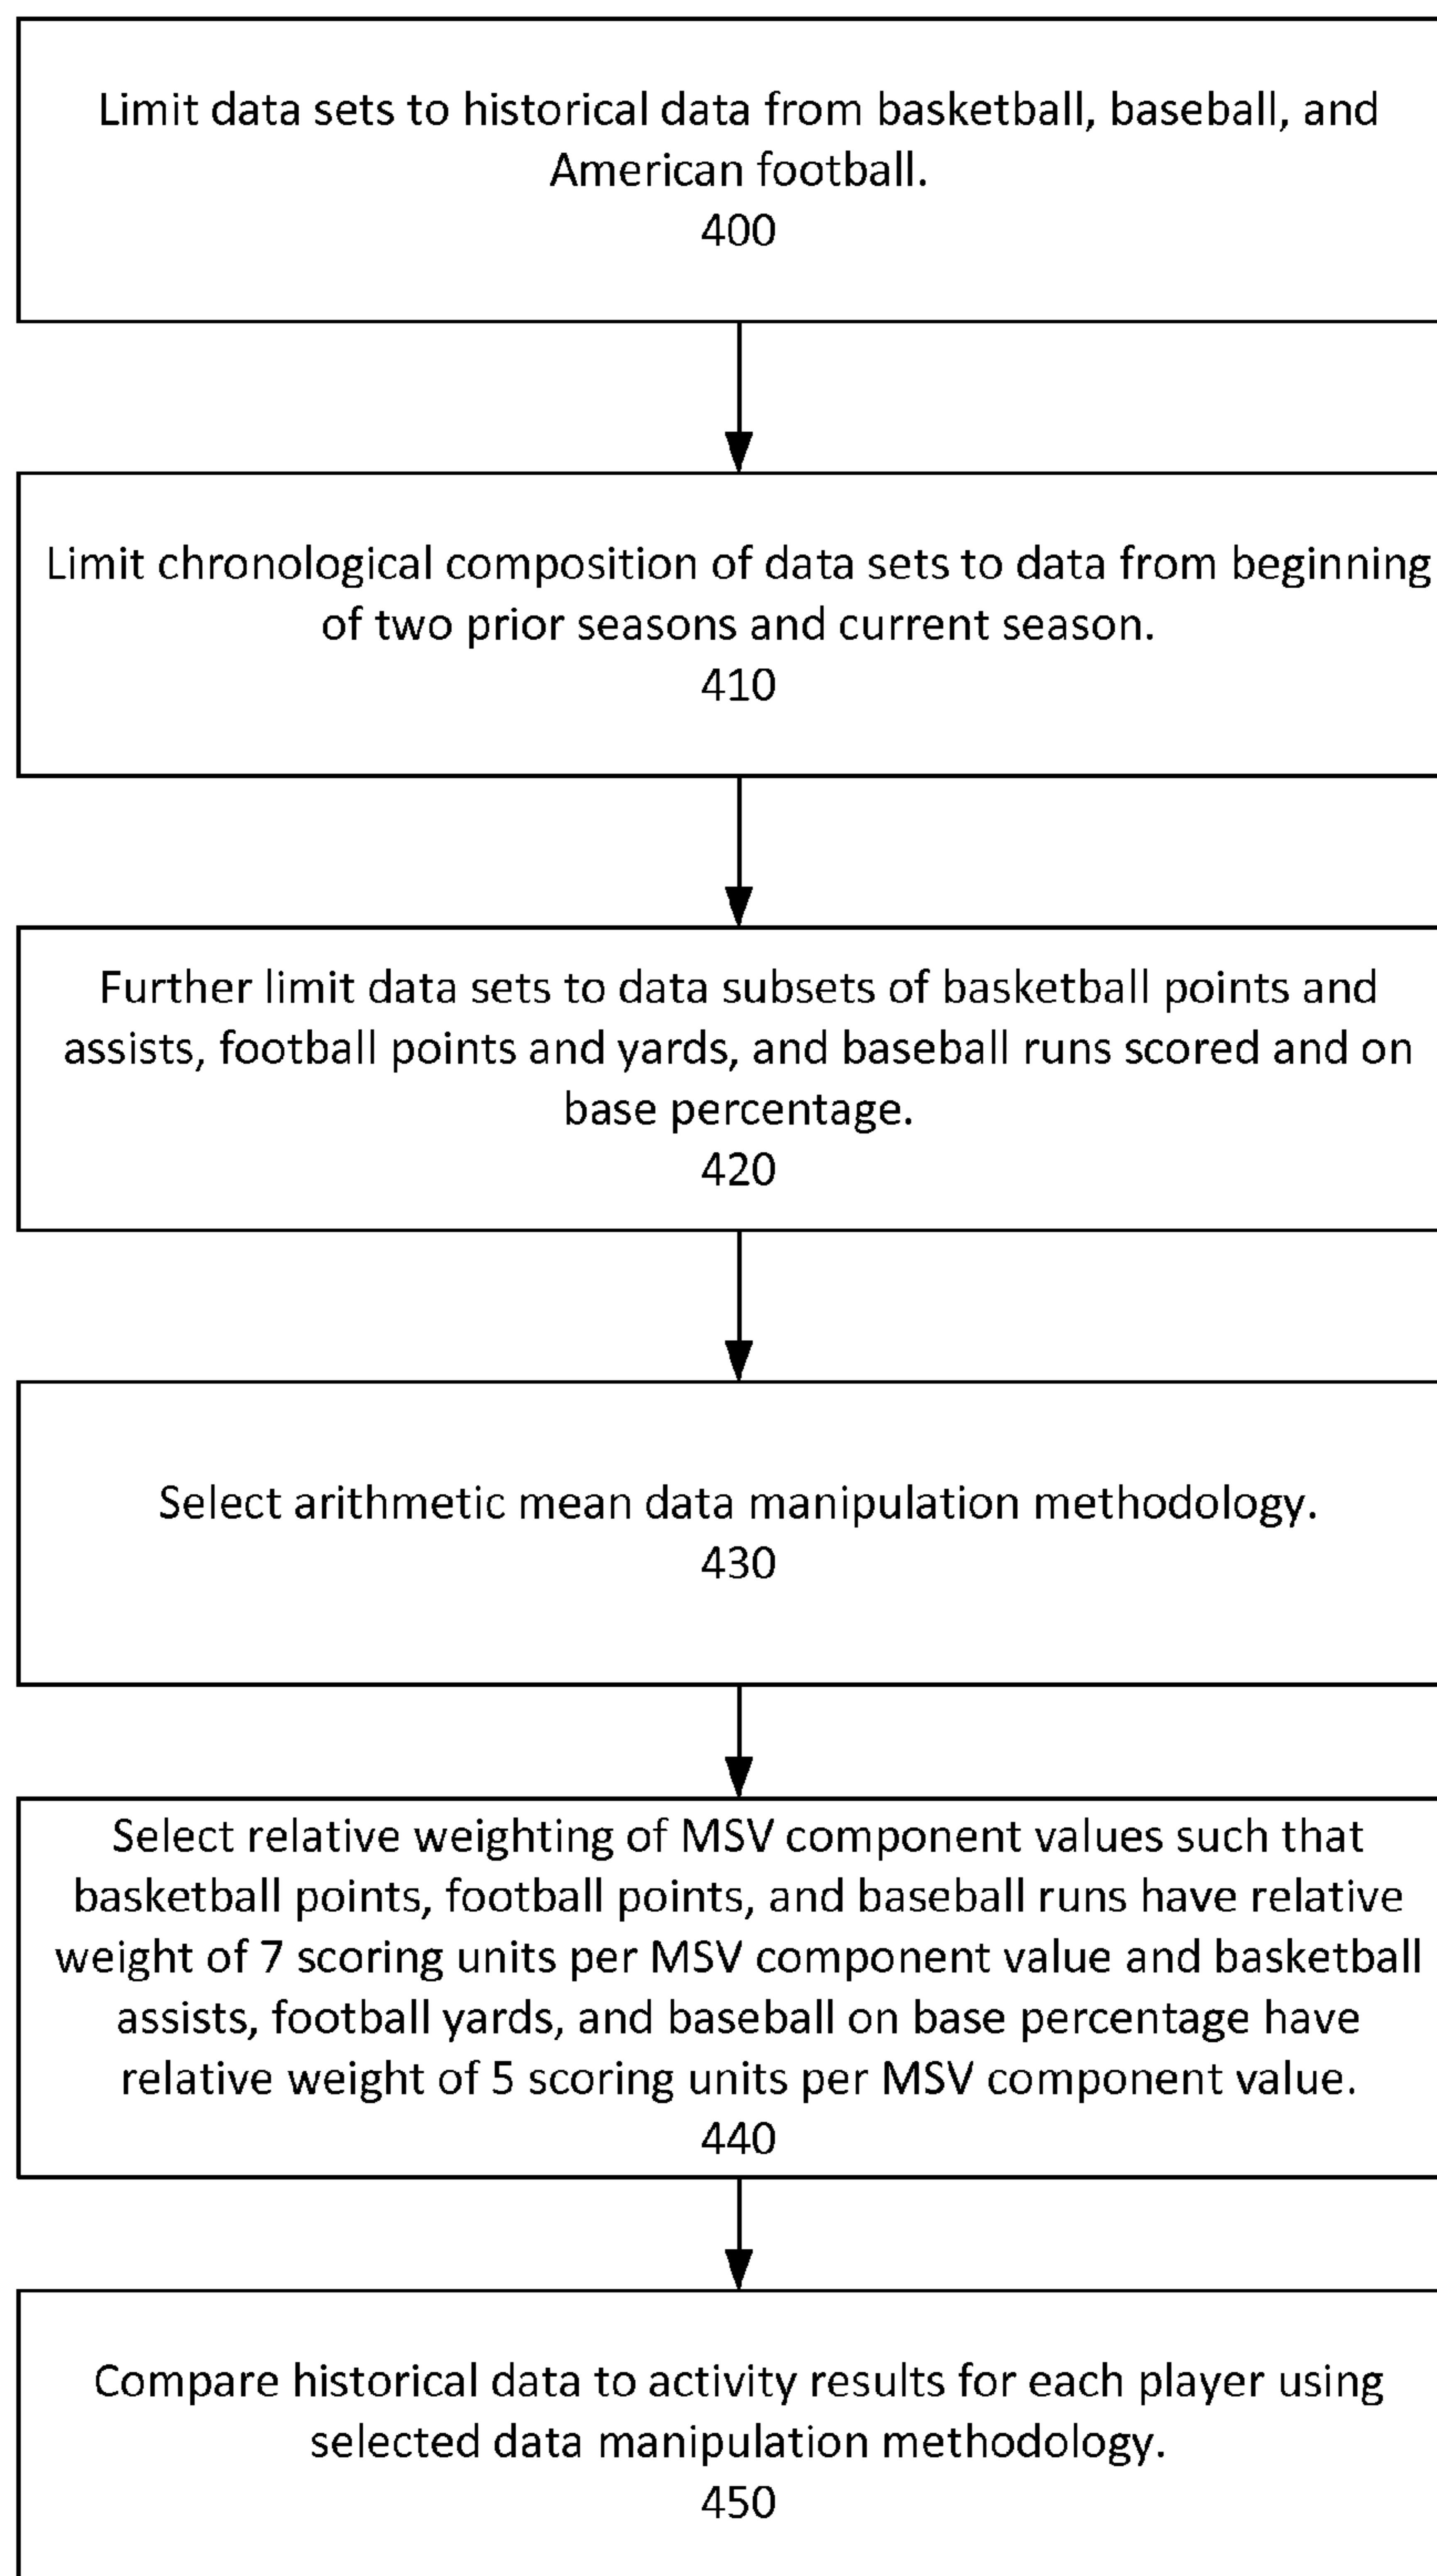 Limit data sets to historical data from basketball, baseball, and
American football.
400
Limit chronological composition of data sets to data from beginning
of two prior seasons and current season.
410
Further limit data sets to data subsets of basketball points and
assists, football points and yards, and baseball runs scored and on
base percentage.
420
Select arithmetic mean data manipulation methodology.
430
Select relative weighting of MSV component values such that
basketball points, football points, and baseball runs have relative
weight of 7 scoring units per MSV component value and basketball
assists, football yards, and baseball on base percentage have
relative weight of 5 scoring units per MSV component value.
440
Compare historical data to activity results for each player using
selected data manipulation methodology.
450